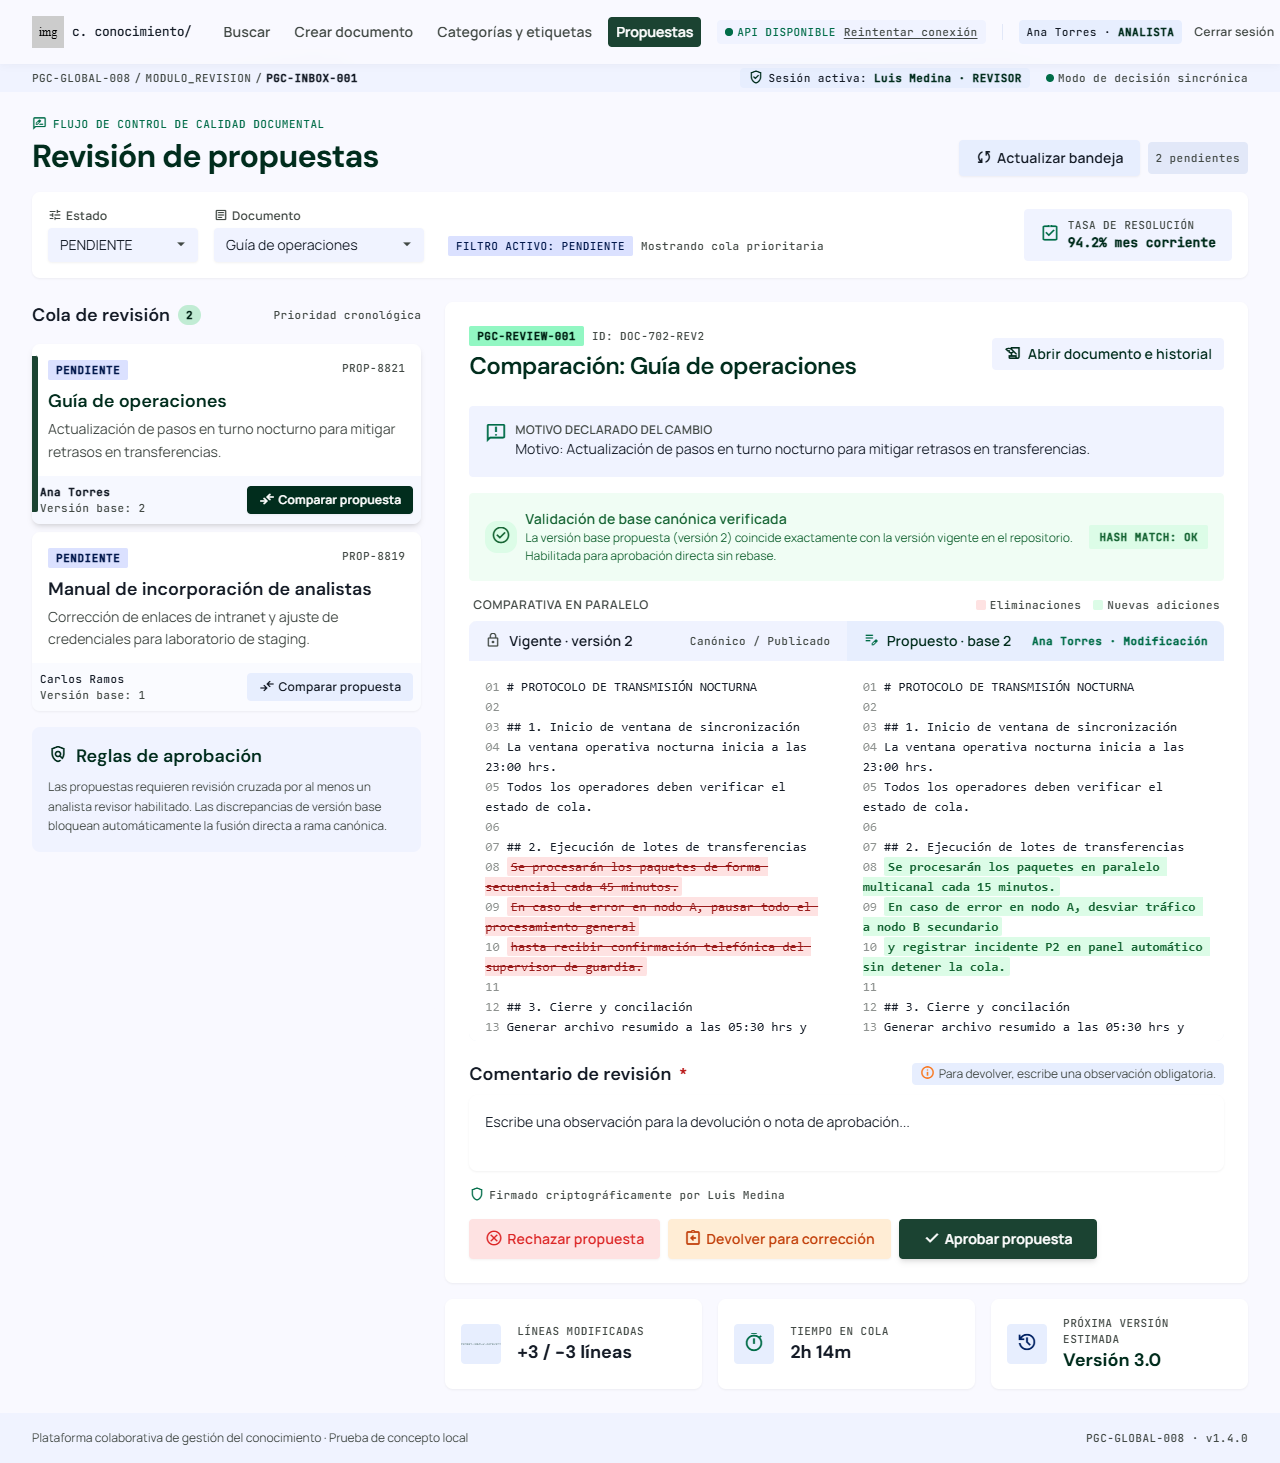 img c. conocimiento/ Buscar Crear documento Categorías y etiquetas Propuestas API DISPONIBLE Reintentar conexión Ana Torres · ANALISTA Cerrar sesión
PGC-GLOBAL-008 / MODULO_REVISION / PGC-INBOX-001 Sesión activa: Luis Medina · REVISOR Modo de decisión sincrónica
FLUJO DE CONTROL DE CALIDAD DOCUMENTAL
Revisión de propuestas
Actualizar bandeja 2 pendientes
Estado Documento
PENDIENTE Guía de operaciones
FILTRO ACTIVO: PENDIENTE Mostrando cola prioritaria
TASA DE RESOLUCIÓN
94.2% mes corriente
Cola de revisión 2 Prioridad cronológica
PENDIENTE PROP-8821
Guía de operaciones
Actualización de pasos en turno nocturno para mitigar
retrasos en transferencias.
Ana Torres
Versión base: 2
Comparar propuesta
PENDIENTE PROP-8819
Manual de incorporación de analistas
Corrección de enlaces de intranet y ajuste de
credenciales para laboratorio de staging.
Carlos Ramos
Versión base: 1
Comparar propuesta
Reglas de aprobación
Las propuestas requieren revisión cruzada por al menos un
analista revisor habilitado. Las discrepancias de versión base
bloquean automáticamente la fusión directa a rama canónica.
PGC-REVIEW-001 ID: DOC-702-REV2
Comparación: Guía de operaciones
Abrir documento e historial
MOTIVO DECLARADO DEL CAMBIO
Motivo: Actualización de pasos en turno nocturno para mitigar retrasos en transferencias.
Validación de base canónica verificada
La versión base propuesta (versión 2) coincide exactamente con la versión vigente en el repositorio.
Habilitada para aprobación directa sin rebase.
HASH MATCH: OK
COMPARATIVA EN PARALELO Eliminaciones Nuevas adiciones
Vigente · versión 2 Canónico / Publicado
01 # PROTOCOLO DE TRANSMISIÓN NOCTURNA
02
03 ## 1. Inicio de ventana de sincronización
04 La ventana operativa nocturna inicia a las
23:00 hrs.
05 Todos los operadores deben verificar el
estado de cola.
06
07 ## 2. Ejecución de lotes de transferencias
08 Se procesarán los paquetes de forma
secuencial cada 45 minutos.
09 En caso de error en nodo A, pausar todo el
procesamiento general
10 hasta recibir confirmación telefónica del
supervisor de guardia.
11
12 ## 3. Cierre y concilación
13 Generar archivo resumido a las 05:30 hrs y
Propuesto · base 2 Ana Torres · Modificación
01 # PROTOCOLO DE TRANSMISIÓN NOCTURNA
02
03 ## 1. Inicio de ventana de sincronización
04 La ventana operativa nocturna inicia a las
23:00 hrs.
05 Todos los operadores deben verificar el
estado de cola.
06
07 ## 2. Ejecución de lotes de transferencias
08 Se procesarán los paquetes en paralelo
multicanal cada 15 minutos.
09 En caso de error en nodo A, desviar tráfico
a nodo B secundario
10 y registrar incidente P2 en panel automático
sin detener la cola.
11
12 ## 3. Cierre y concilación
13 Generar archivo resumido a las 05:30 hrs y
Comentario de revisión * Para devolver, escribe una observación obligatoria.
Escribe una observación para la devolución o nota de aprobación...
Firmado criptográficamente por Luis Medina
Rechazar propuesta Devolver para corrección Aprobar propuesta
LÍNEAS MODIFICADAS
+3 / -3 líneas
TIEMPO EN COLA
2h 14m
PRÓXIMA VERSIÓN
ESTIMADA
Versión 3.0
Plataforma colaborativa de gestión del conocimiento · Prueba de concepto local PGC-GLOBAL-008 · v1.4.0